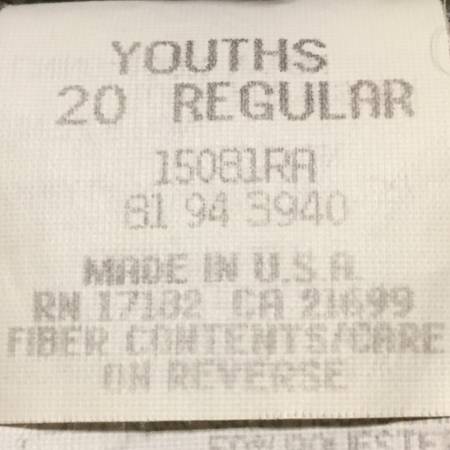 YOUTHS
20 REGULAR
15081RA
81 94 3940
MADE IN U.S.A.
RN 17182 CA 21699
FIBER CONTENTS/CARE
ON REVERSE